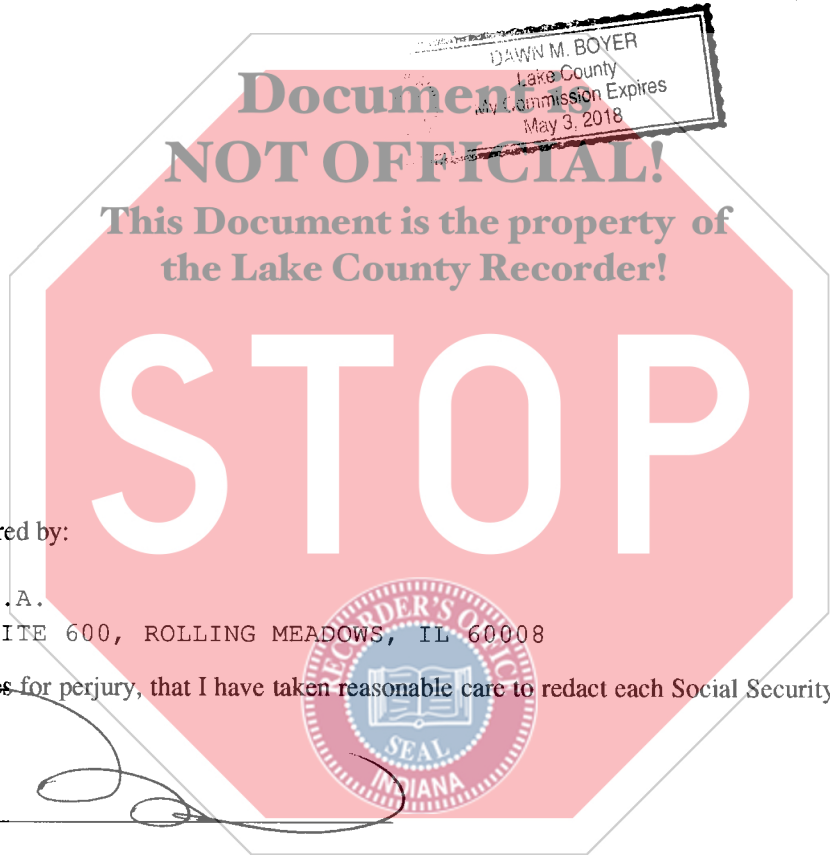 DAWN M. BOYER
Lake County
My Commission Expires
May 3, 2018
Document is
NOT OFFICIAL!
This Document is the property of
the Lake County Recorder!
STOP
red by:
.A.
ITE 600, ROLLING MEADOWS, IL 60008
es for perjury, that I have taken reasonable care to redact each Social Security
RECORDER'S OFFICE
SEAL
INDIANA